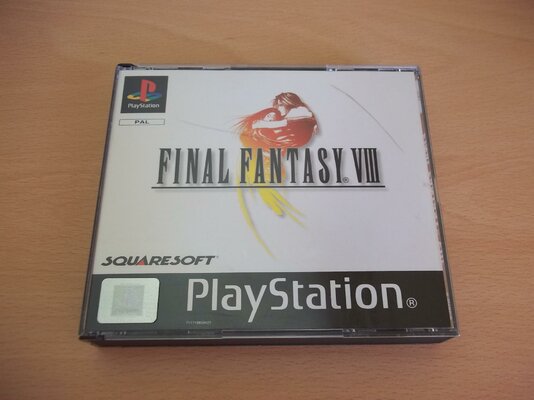 PlayStation
PAL
FINAL FANTASY® VIII
SQUARESOFT
PlayStation®